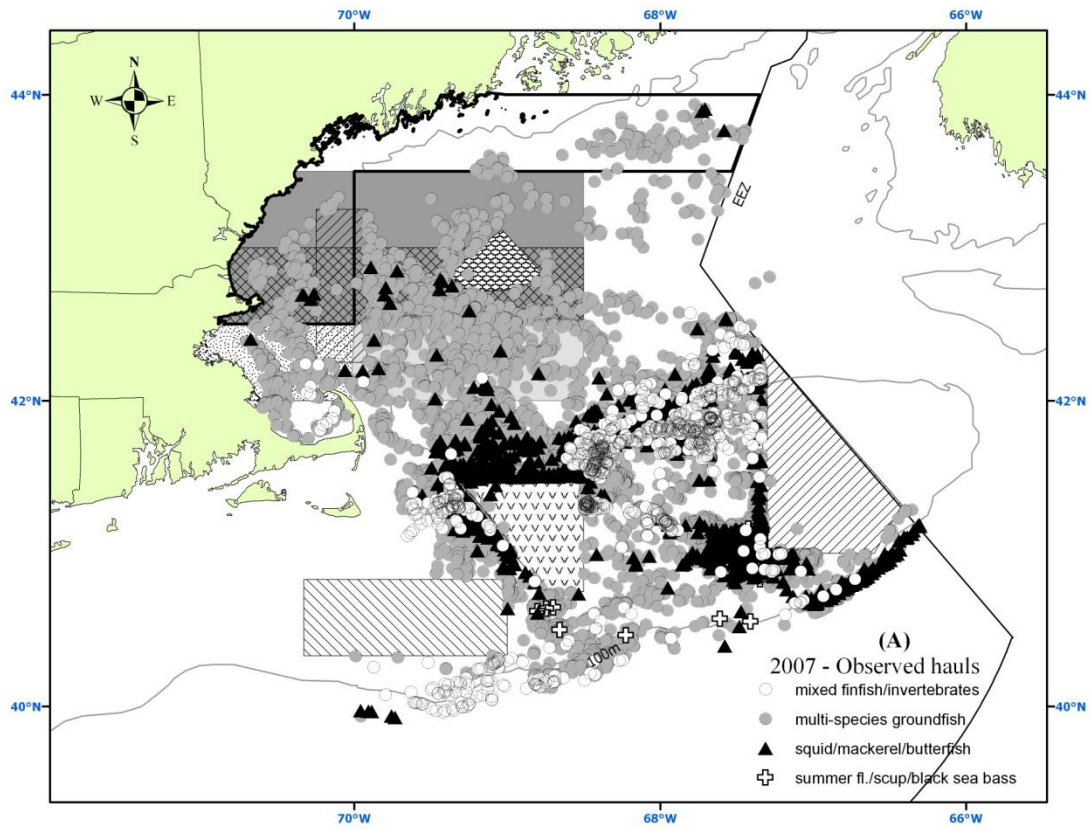 70°W 68°W 66°W
N
W E
S
44°N 44°N
EEZ
42°N 42°N
100m
(A)
2007 - Observed hauls
mixed finfish/invertebrates
multi-species groundfish
squid/mackerel/butterfish
summer fl./scup/black sea bass
40°N 40°N
70°W 68°W 66°W